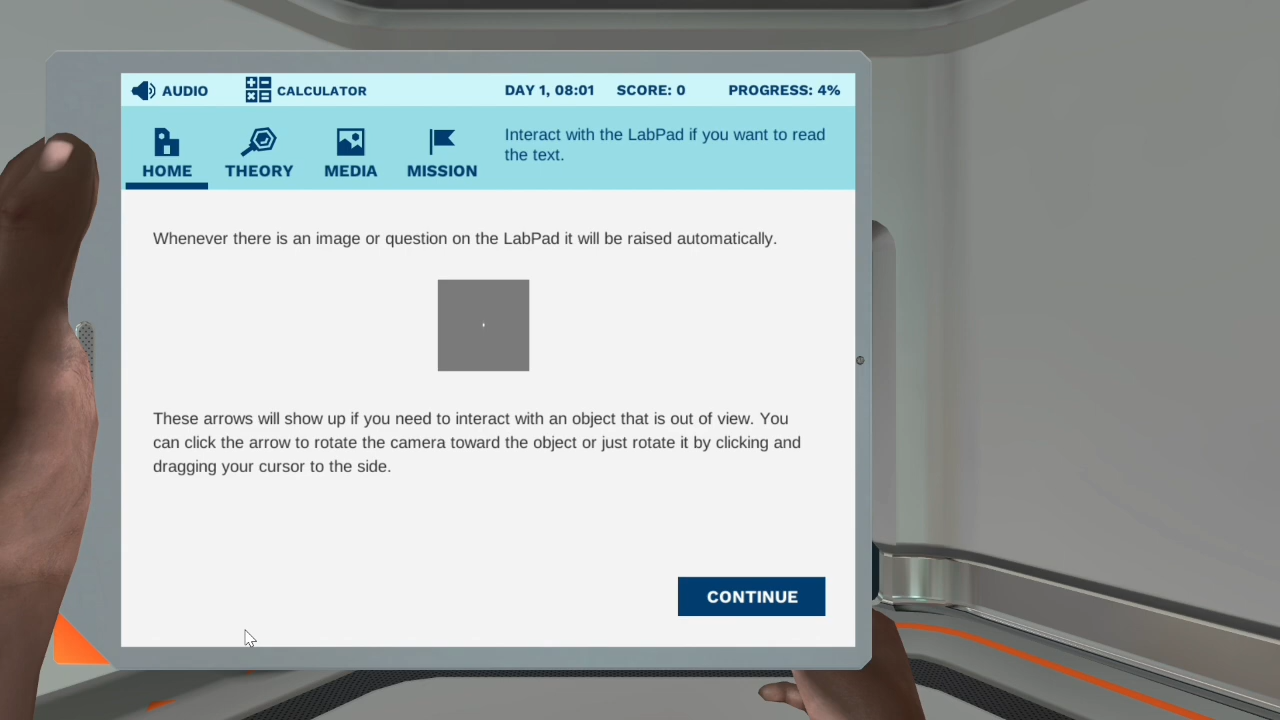 AUDIO
CALCULATOR
DAY 1, 08:01
SCORE: 0
PROGRESS: 4%
HOME
THEORY
MEDIA
MISSION
Interact with the LabPad if you want to read
the text.
Whenever there is an image or question on the LabPad it will be raised automatically.
These arrows will show up if you need to interact with an object that is out of view. You
can click the arrow to rotate the camera toward the object or just rotate it by clicking and
dragging your cursor to the side.
CONTINUE